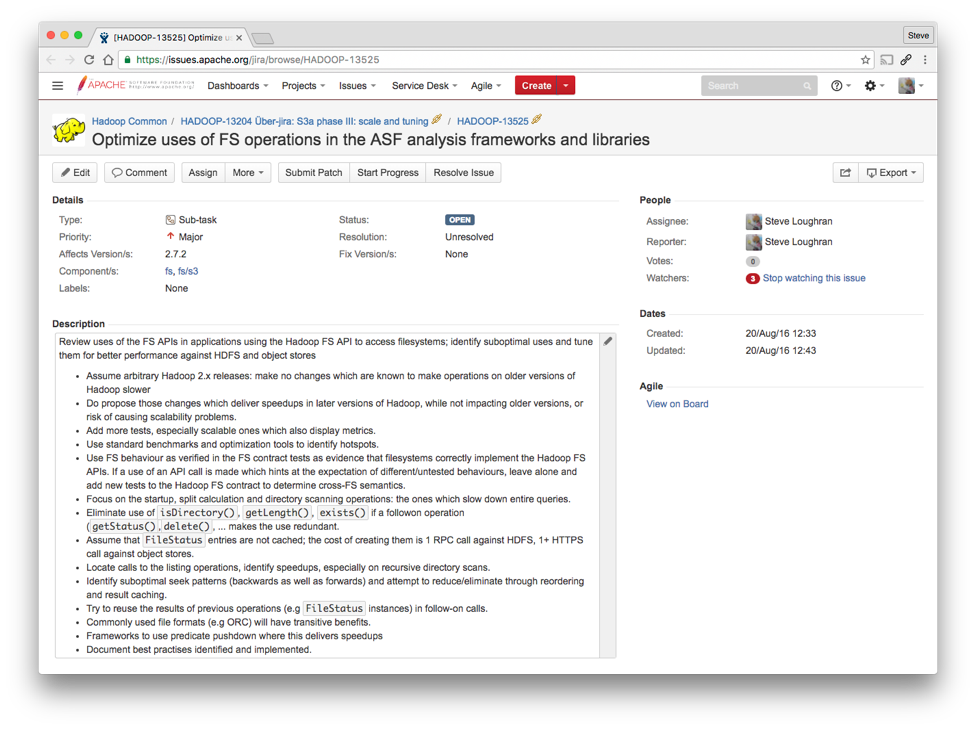 [HADOOP-13525] Optimize us
Steve
https://issues.apache.org/jira/browse/HADOOP-13525
APACHE SOFTWARE FOUNDATION
http://www.apache.org/
Dashboards Projects Issues Service Desk Agile Create Search
Hadoop Common / HADOOP-13204 Über-jira: S3a phase III: scale and tuning / HADOOP-13525
Optimize uses of FS operations in the ASF analysis frameworks and libraries
Edit Comment Assign More Submit Patch Start Progress Resolve Issue Export
Details
Type: Sub-task Status: OPEN
Priority: Major Resolution: Unresolved
Affects Version/s: 2.7.2 Fix Version/s: None
Component/s: fs, fs/s3
Labels: None
People
Assignee: Steve Loughran
Reporter: Steve Loughran
Votes: 0
Watchers: 3 Stop watching this issue
Dates
Created: 20/Aug/16 12:33
Updated: 20/Aug/16 12:43
Agile
View on Board
Description
Review uses of the FS APIs in applications using the Hadoop FS API to access filesystems; identify suboptimal uses and tune
them for better performance against HDFS and object stores
• Assume arbitrary Hadoop 2.x releases: make no changes which are known to make operations on older versions of
Hadoop slower
• Do propose those changes which deliver speedups in later versions of Hadoop, while not impacting older versions, or
risk of causing scalability problems.
• Add more tests, especially scalable ones which also display metrics.
• Use standard benchmarks and optimization tools to identify hotspots.
• Use FS behaviour as verified in the FS contract tests as evidence that filesystems correctly implement the Hadoop FS
APIs. If a use of an API call is made which hints at the expectation of different/untested behaviours, leave alone and
add new tests to the Hadoop FS contract to determine cross-FS semantics.
• Focus on the startup, split calculation and directory scanning operations: the ones which slow down entire queries.
• Eliminate use of isDirectory(), getLength(), exists() if a followon operation
(getStatus(), delete(), ... makes the use redundant.
• Assume that FileStatus entries are not cached; the cost of creating them is 1 RPC call against HDFS, 1+ HTTPS
call against object stores.
• Locate calls to the listing operations, identify speedups, especially on recursive directory scans.
• Identify suboptimal seek patterns (backwards as well as forwards) and attempt to reduce/eliminate through reordering
and result caching.
• Try to reuse the results of previous operations (e.g FileStatus instances) in follow-on calls.
• Commonly used file formats (e.g ORC) will have transitive benefits.
• Frameworks to use predicate pushdown where this delivers speedups
• Document best practises identified and implemented.